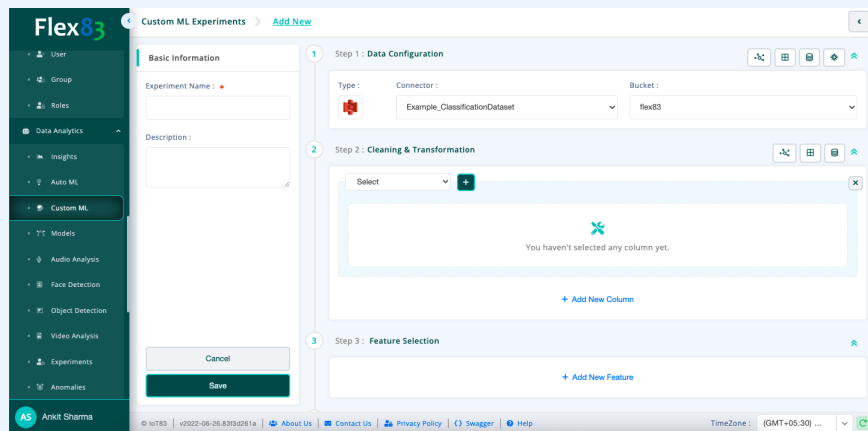 Flex83
User
Group
Roles
Data Analytics
Insights
Auto ML
Custom ML
Models
Audio Analysis
Face Detection
Object Detection
Video Analysis
Experiments
Anomalies
AS Ankit Sharma
Custom ML Experiments Add New
Basic Information
Experiment Name :
Description :
Cancel
Save
1 Step 1 : Data Configuration
Type : Connector : Bucket :
Example_ClassificationDataset flex83
2 Step 2 : Cleaning & Transformation
Select
You haven't selected any column yet.
+ Add New Column
3 Step 3 : Feature Selection
+ Add New Feature
© IoT83 | v2022-06-26.83f3d261a | About Us | Contact Us | Privacy Policy | {} Swagger | Help TimeZone : (GMT+05:30) ...